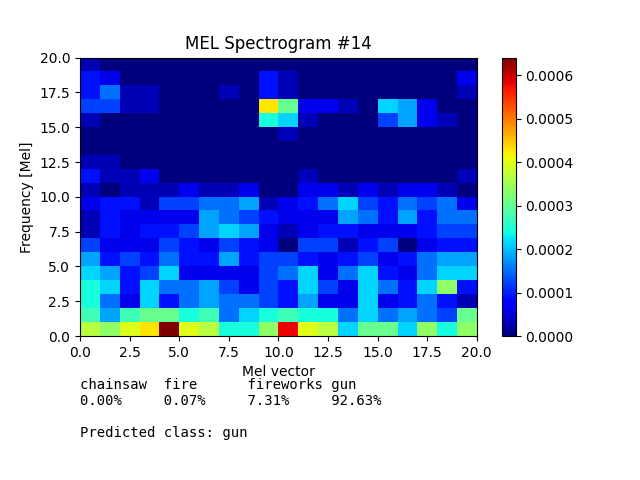 MEL Spectrogram #14
20.0
17.5
15.0
12.5
10.0
7.5
5.0
2.5
0.0
Frequency [Mel]
0.0 2.5 5.0 7.5 10.0 12.5 15.0 17.5 20.0
Mel vector
0.0006
0.0005
0.0004
0.0003
0.0002
0.0001
0.0000
chainsaw fire fireworks gun
0.00% 0.07% 7.31% 92.63%
Predicted class: gun